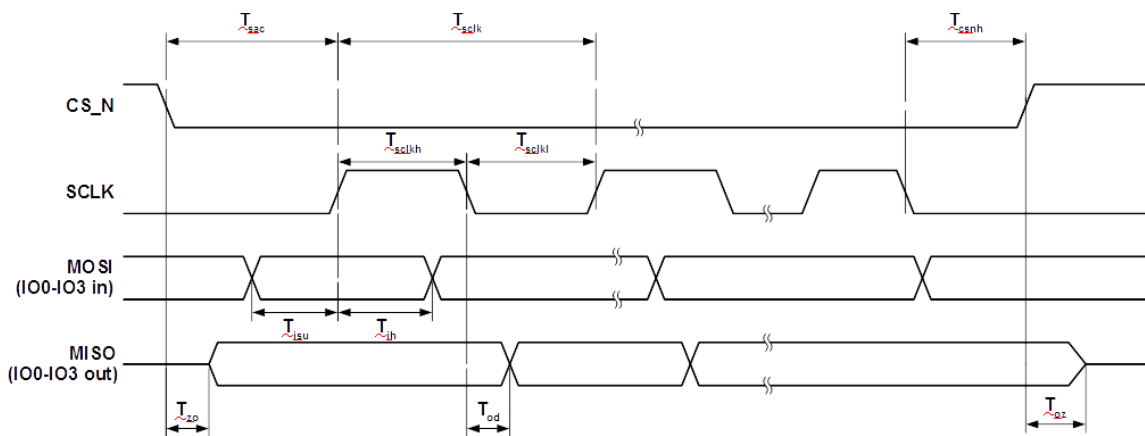 Tsac
Tsclk
Tcsnh
CS_N
Tsclkh
Tsclkl
SCLK
MOSI
(IO0-IO3 in)
Tisu
Tih
MISO
(IO0-IO3 out)
Tzo
Tod
Toz